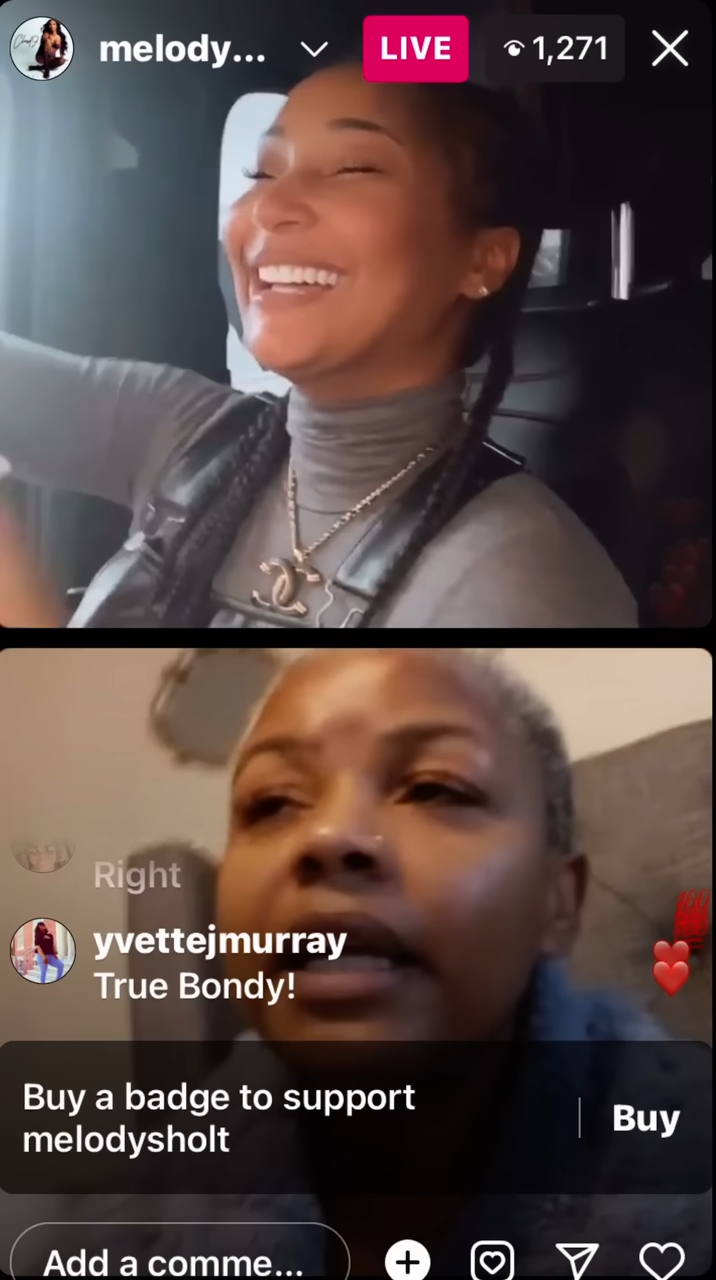 melody...
LIVE
1,271
Right
yvettejmurray
True Bondy!
Buy a badge to support
melodysholt
Buy
Add a comme...